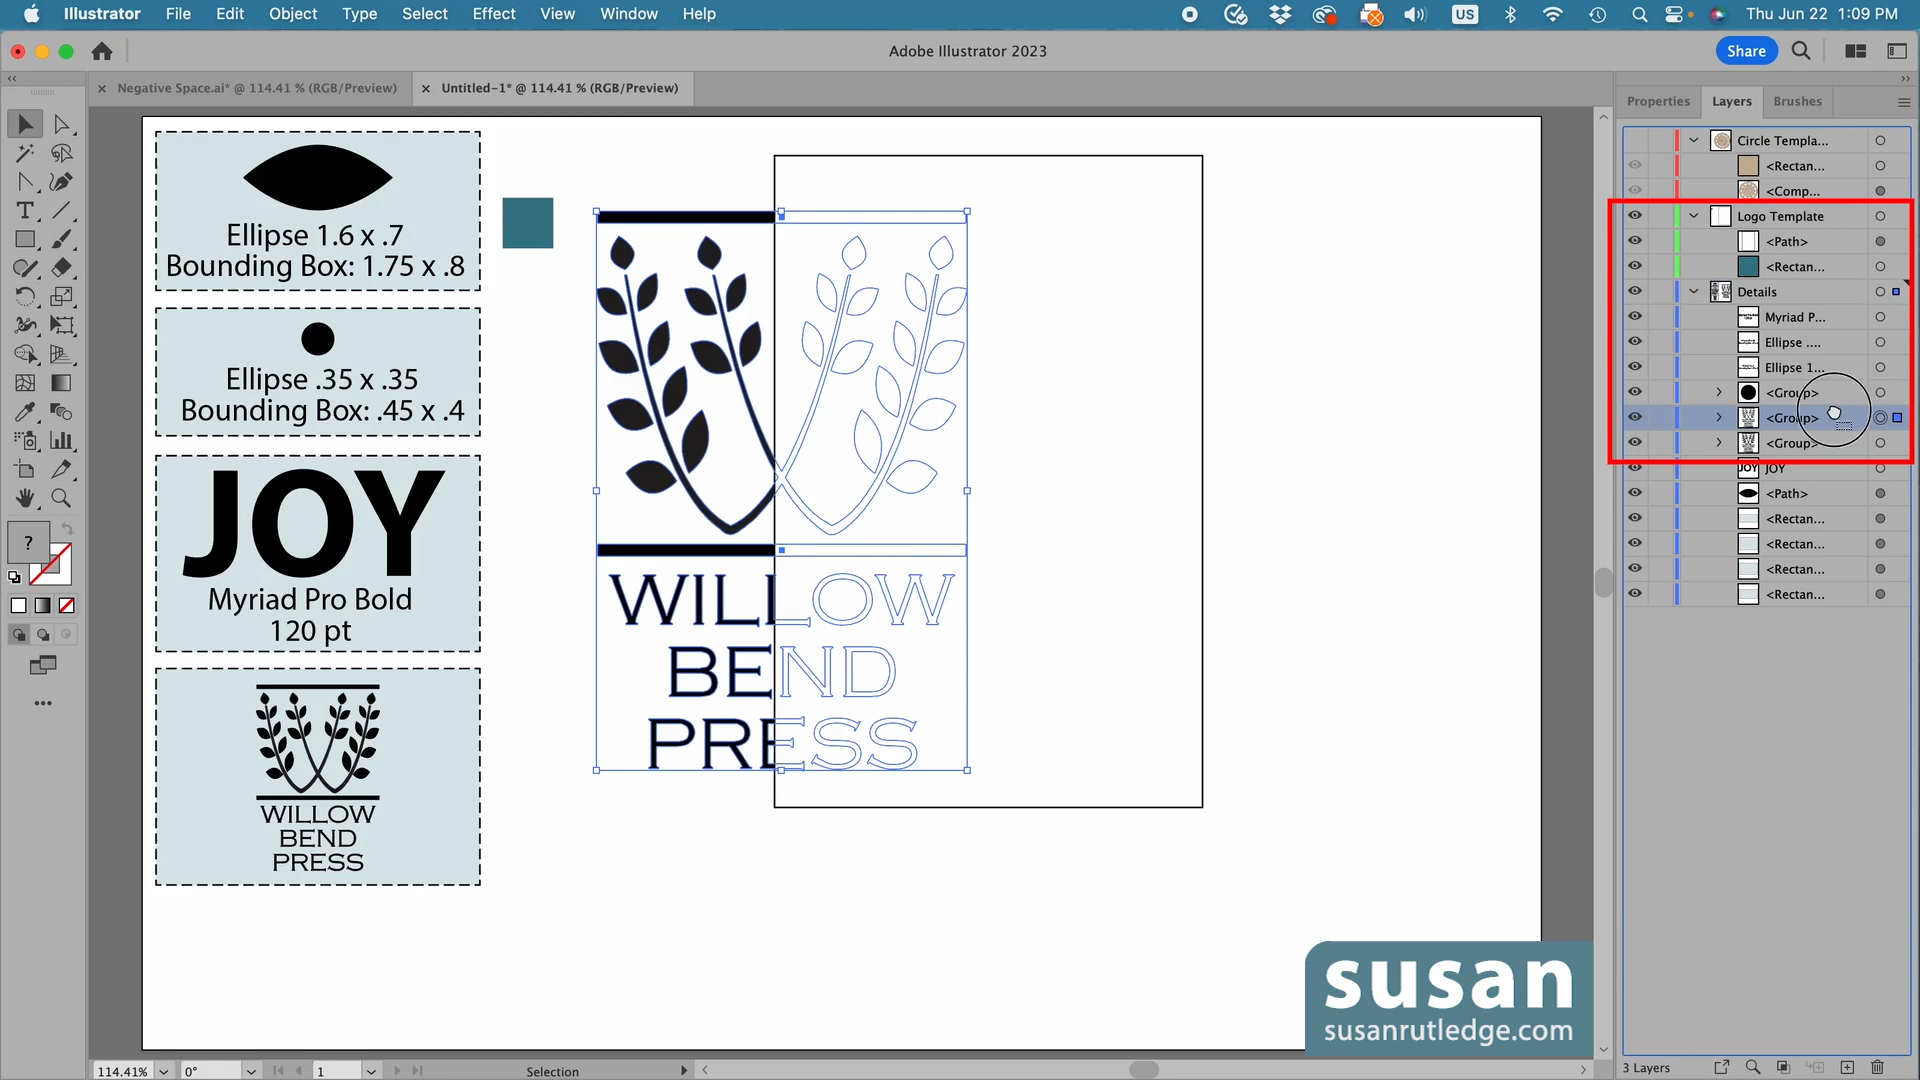 Illustrator File Edit Object Type Select Effect View Window Help
US Thu Jun 22 1:09 PM
Adobe Illustrator 2023
Share
Negative Space.ai* @ 114.41 % (RGB/Preview)
Untitled-1* @ 114.41 % (RGB/Preview)
Properties Layers Brushes
Circle Templa...
<Rectan...
<Comp...
Logo Template
<Path>
<Rectan...
Details
Myriad P...
Ellipse ....
Ellipse 1...
<Group>
<Group>
<Group>
JOY
<Path>
<Rectan...
<Rectan...
<Rectan...
<Rectan...
3 Layers
Ellipse 1.6 x .7
Bounding Box: 1.75 x .8
Ellipse .35 x .35
Bounding Box: .45 x .4
JOY
Myriad Pro Bold
120 pt
WILLOW
BEND
PRESS
WILLOW
BEND
PRESS
?
susan
susanrutledge.com
114.41% 0° 1 Selection